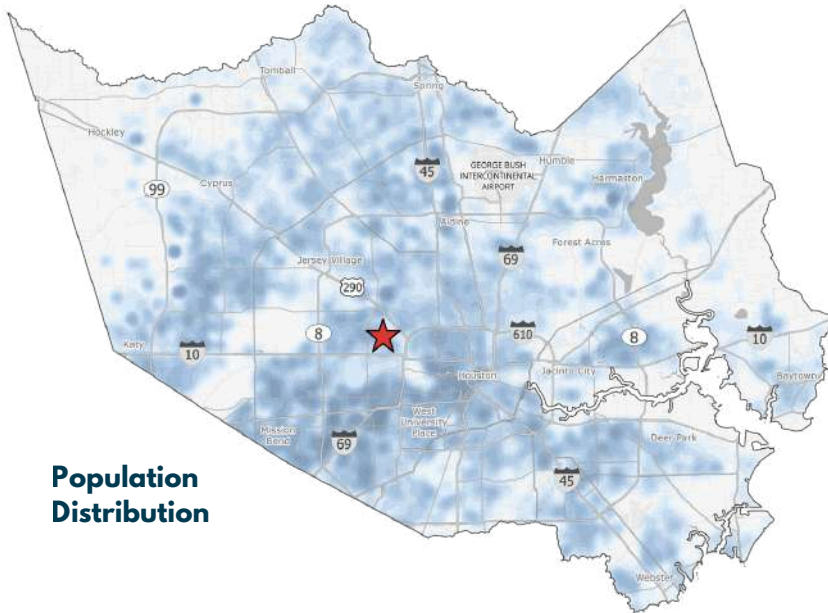 Tomball
Spring
Hockley
45
GEORGE BUSH
INTERCONTINENTAL
AIRPORT
Humble
Harmaston
99
Cyprus
Aldine
Forest Acres
Jersey Village
69
290
8
610
8
10
Katy
10
Houston
Jacinto City
Baytown
West
University
Place
Mission
Bend
69
Deer Park
45
Population
Distribution
Webster